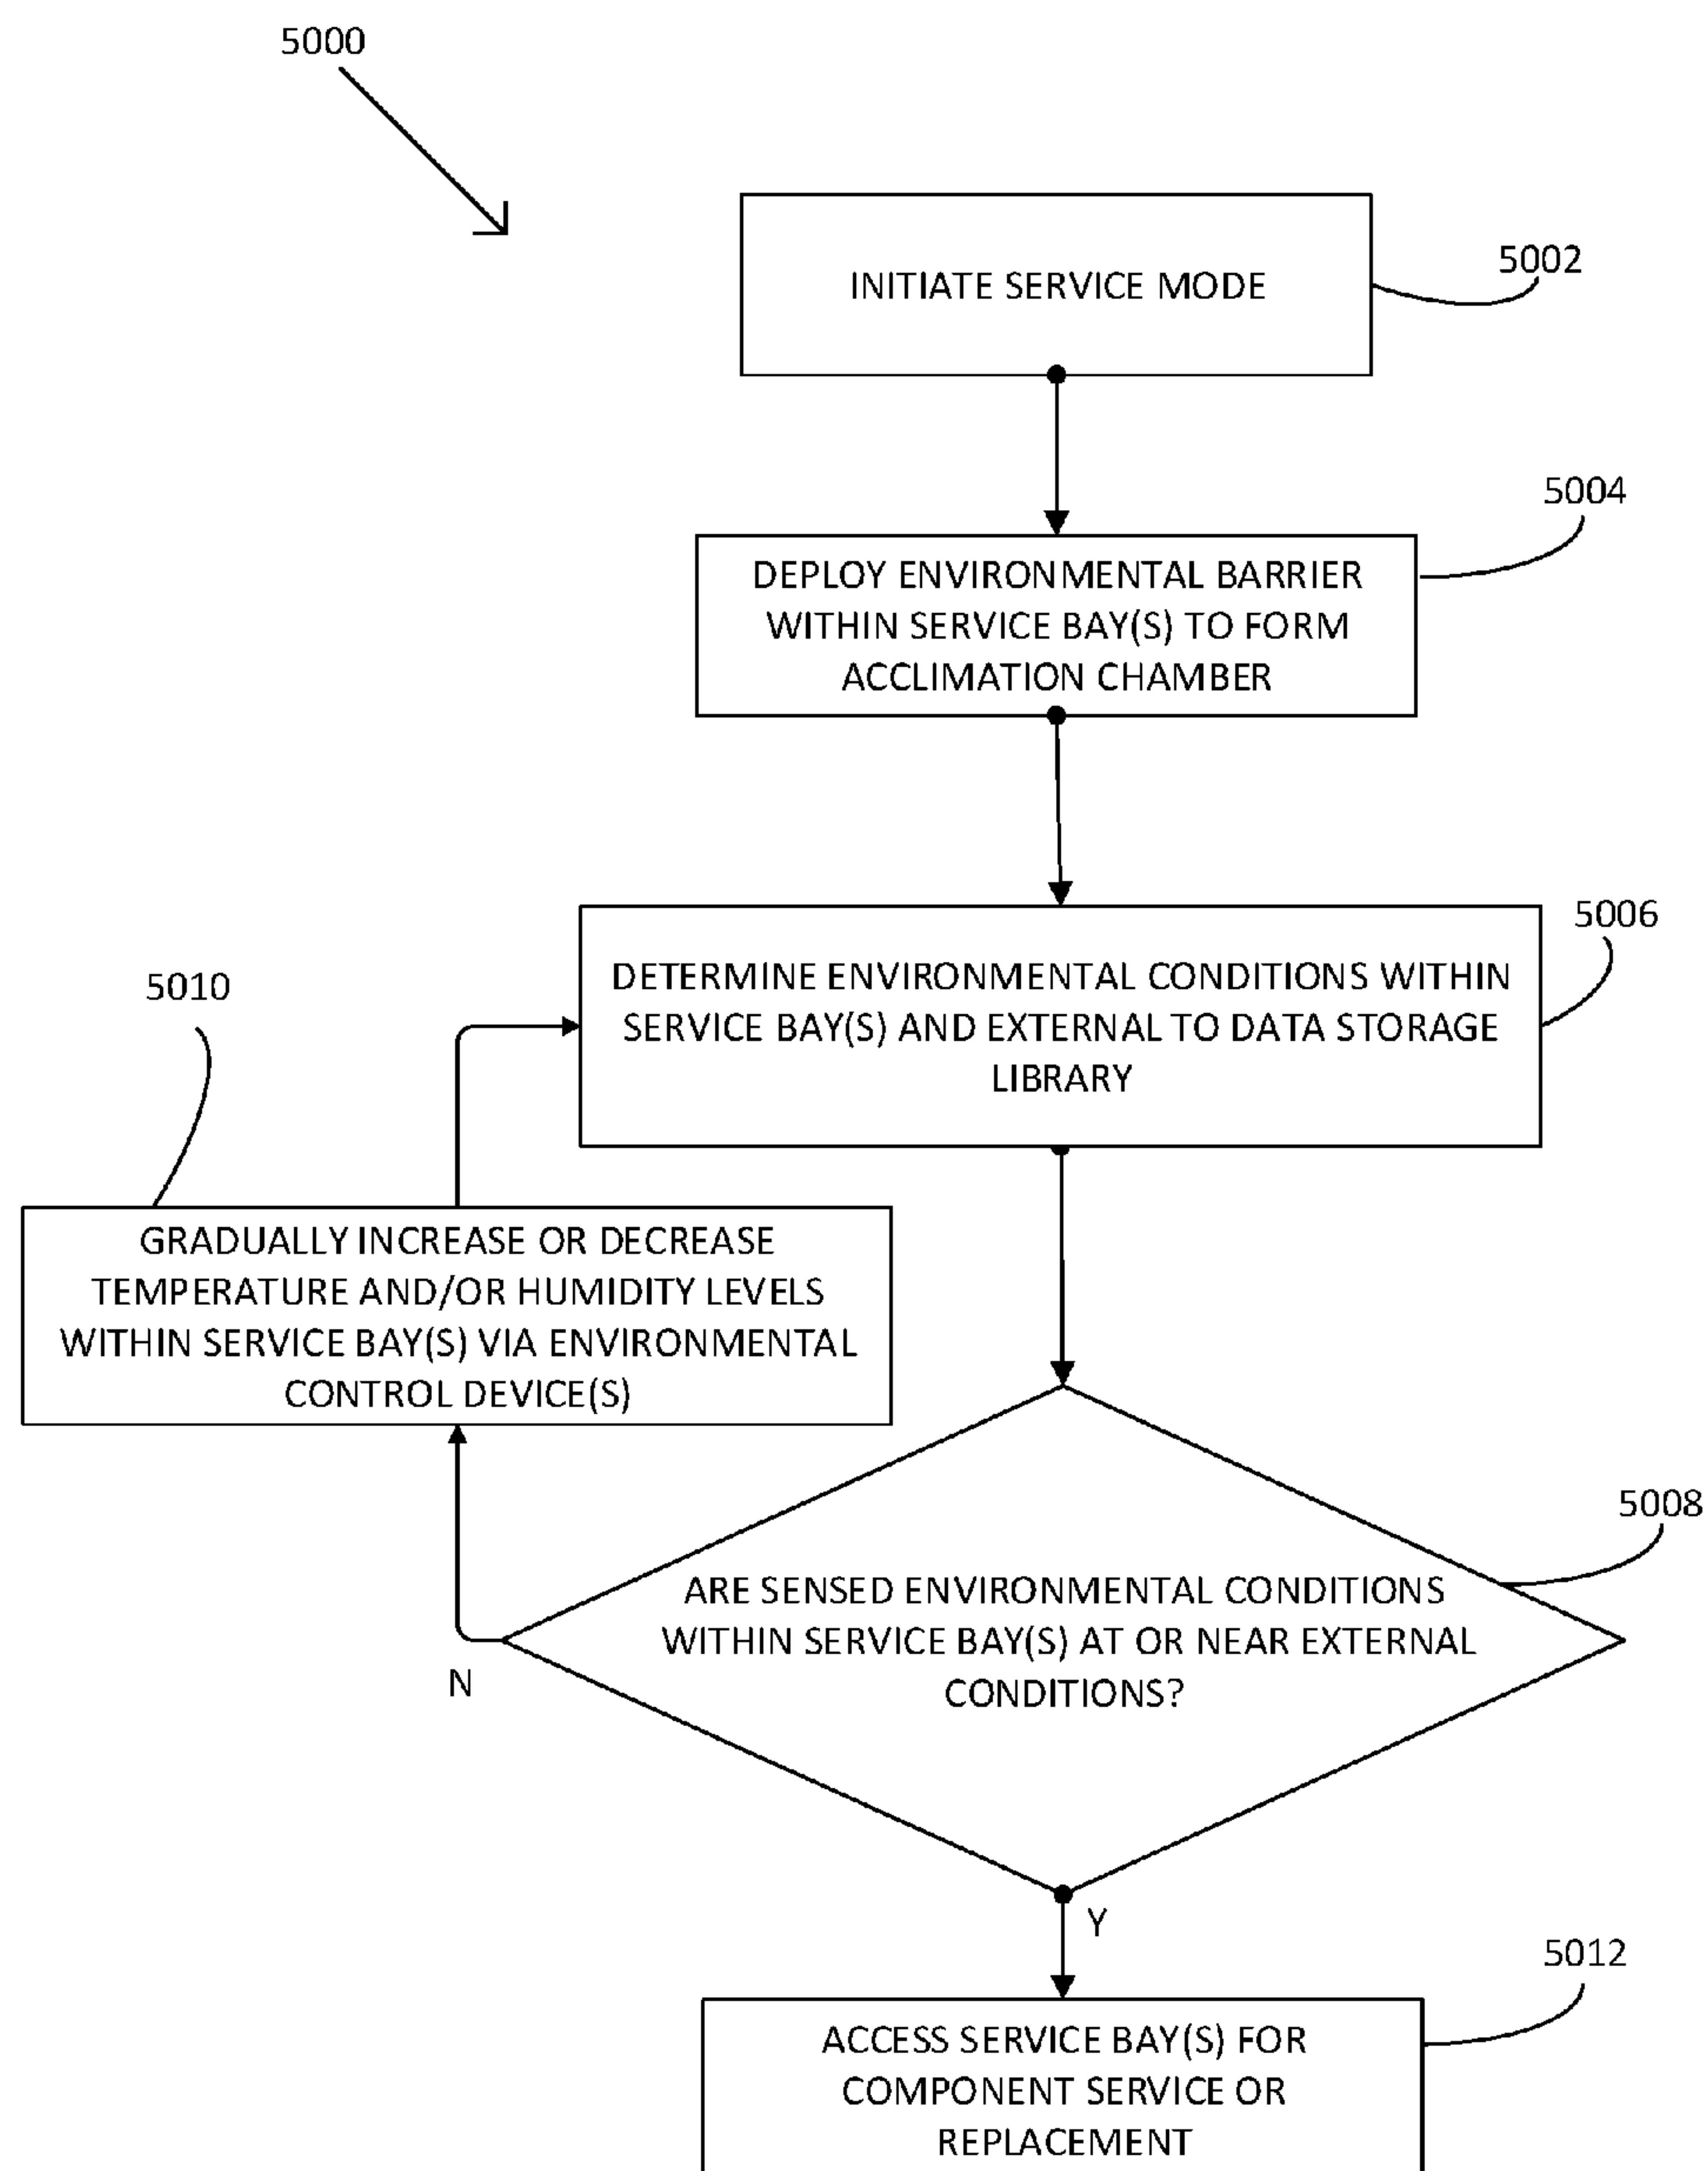 5000
INITIATE SERVICE MODE
5002
5004
DEPLOY ENVIRONMENTAL BARRIER
WITHIN SERVICE BAY(S) TO FORM
ACCLIMATION CHAMBER
5006
DETERMINE ENVIRONMENTAL CONDITIONS WITHIN
SERVICE BAY(S) AND EXTERNAL TO DATA STORAGE
LIBRARY
5010
GRADUALLY INCREASE OR DECREASE
TEMPERATURE AND/OR HUMIDITY LEVELS
WITHIN SERVICE BAY(S) VIA ENVIRONMENTAL
CONTROL DEVICE(S)
5008
ARE SENSED ENVIRONMENTAL CONDITIONS
WITHIN SERVICE BAY(S) AT OR NEAR EXTERNAL
CONDITIONS?
N
Y
5012
ACCESS SERVICE BAY(S) FOR
COMPONENT SERVICE OR
REPLACEMENT